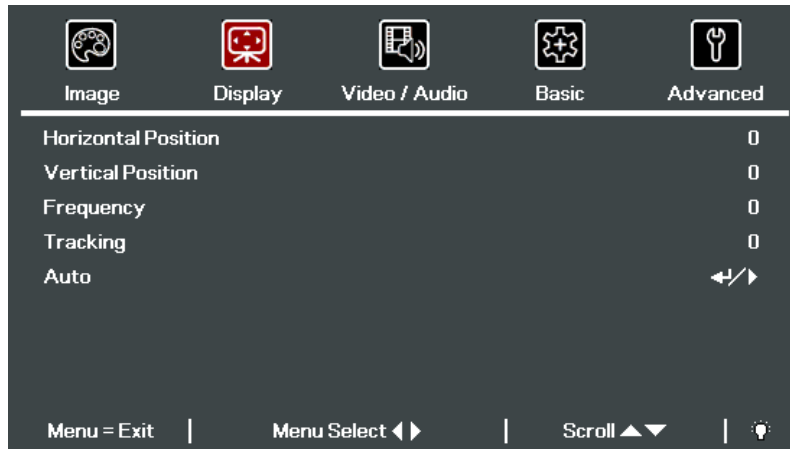 Image Display Video / Audio Basic Advanced
Horizontal Position 0
Vertical Position 0
Frequency 0
Tracking 0
Auto
Menu = Exit Menu Select Scroll